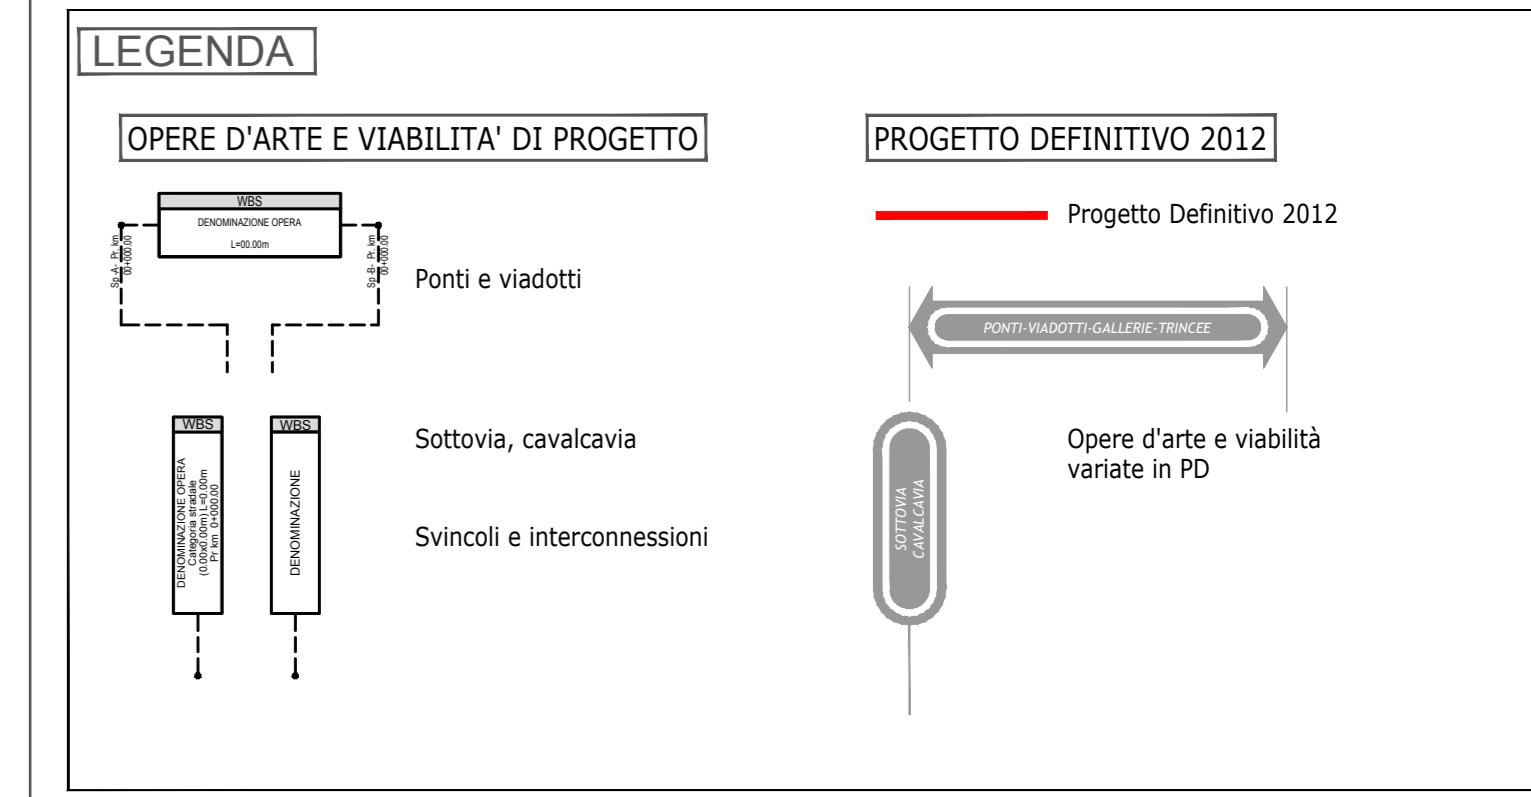 LEGENDA
OPERE D'ARTE E VIABILITA' DI PROGETTO
WBS
DENOMINAZIONE OPERA
L=00.00m
Sp.-A- Pr. km
00+000.00
Sp.-B- Pr. km
00+000.00
Ponti e viadotti
WBS
DENOMINAZIONE OPERA
Categoria stradale
(0.00x0.00m) L=0.00m
Pr km 0+000.00
WBS
DENOMINAZIONE
Sottovia, cavalcavia
Svincoli e interconnessioni
PROGETTO DEFINITIVO 2012
Progetto Definitivo 2012
PONTI-VIADOTTI-GALLERIE-TRINCEE
SOTTOVIA
CAVALCAVIA
Opere d'arte e viabilità
variate in PD